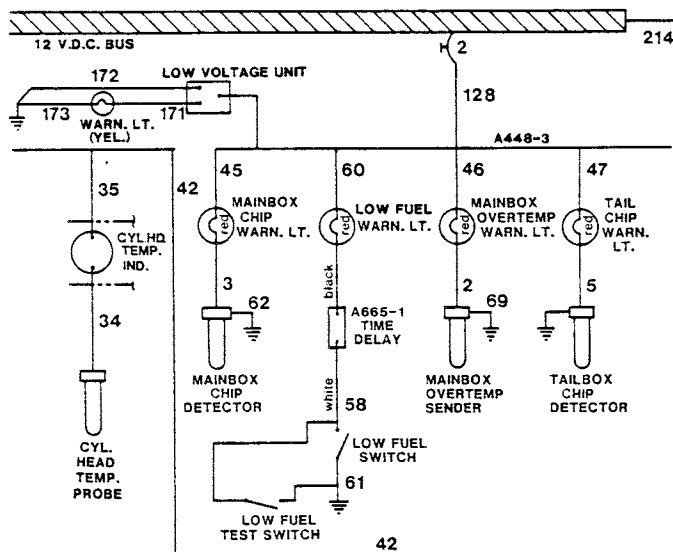 12 V.D.C. BUS
214
2
172
LOW VOLTAGE UNIT
128
173
171
WARN. LT.
(YEL.)
A448-3
35
42
45
60
46
47
MAINBOX
CHIP
WARN. LT.
red
LOW FUEL
WARN. LT.
red
MAINBOX
OVERTEMP
WARN. LT.
red
TAIL
CHIP
WARN.
LT.
red
CYL.HD.
TEMP.
IND.
3
62
black
2
69
5
34
A665-1
TIME
DELAY
MAINBOX
CHIP
DETECTOR
MAINBOX
OVERTEMP
SENDER
TAILBOX
CHIP
DETECTOR
white
58
CYL.
HEAD
TEMP.
PROBE
LOW FUEL
SWITCH
61
LOW FUEL
TEST SWITCH
42